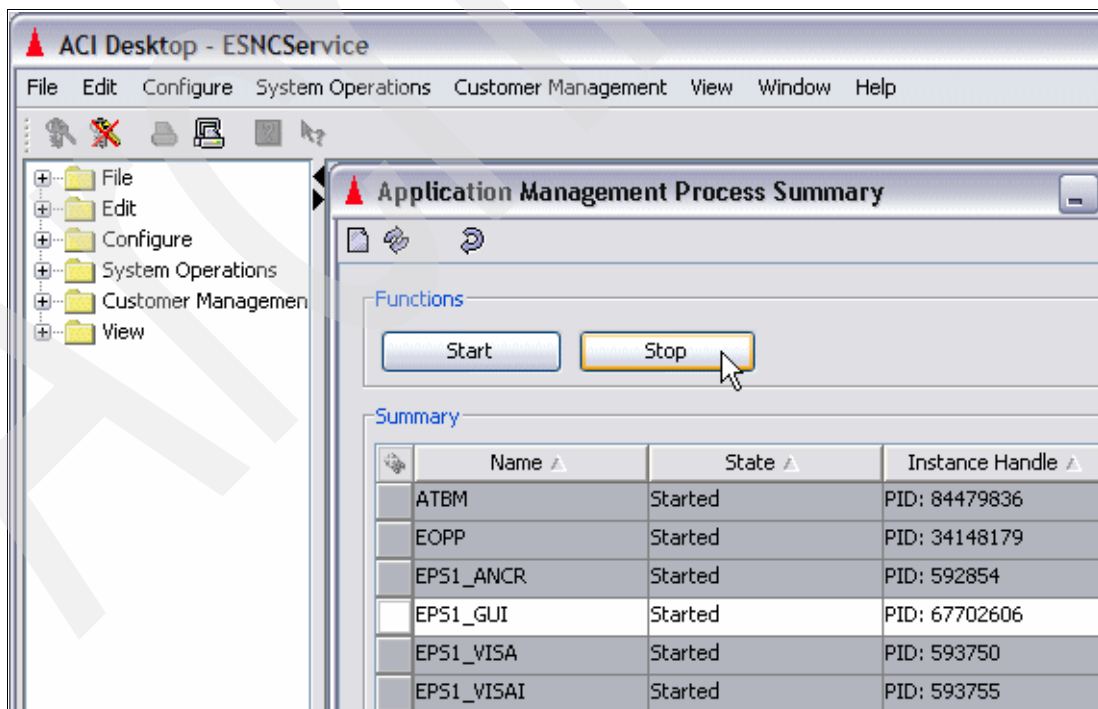 ACI Desktop - ESNCService
File Edit Configure System Operations Customer Management View Window Help
File
Edit
Configure
System Operations
Customer Managemen
View
Application Management Process Summary
Functions
Start Stop
Summary
Name State Instance Handle
ATBM Started PID: 84479836
EOPP Started PID: 34148179
EPS1_ANCR Started PID: 592854
EPS1_GUI Started PID: 67702606
EPS1_VISA Started PID: 593750
EPS1_VISAI Started PID: 593755